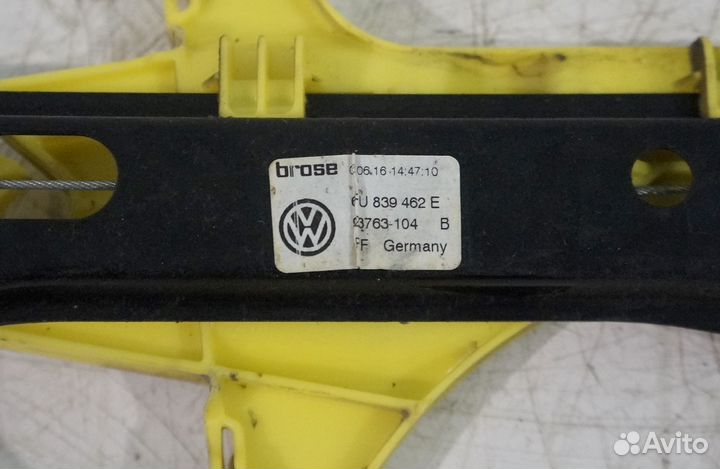 brose 06.16 14:47:10
U 839 462 E
3763-104 B
F Germany
Avito